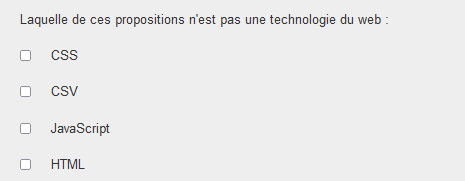 Laquelle de ces propositions n'est pas une technologie du web :
CSS
CSV
JavaScript
HTML